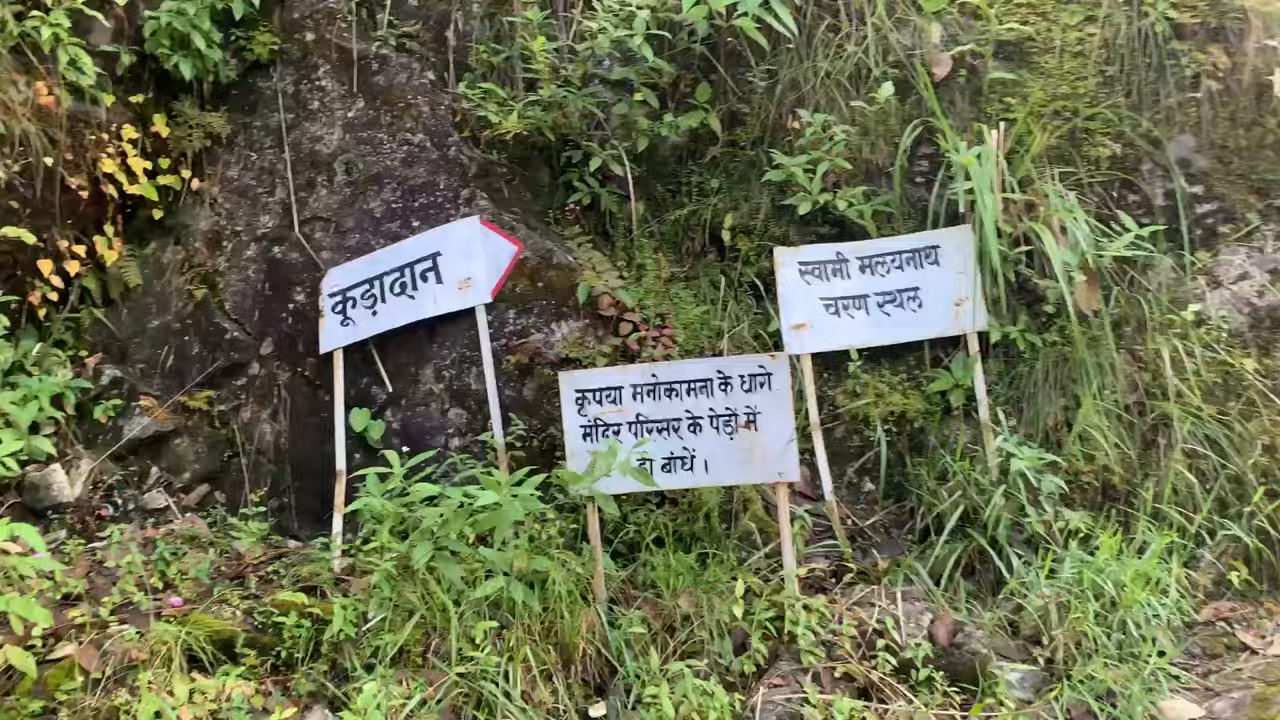 कूड़ादान
कृपया मनोकामना के धागे
मंदिर परिसर के पेड़ों में
बांधें।
स्वामी मलयनाथ
चरण स्थल